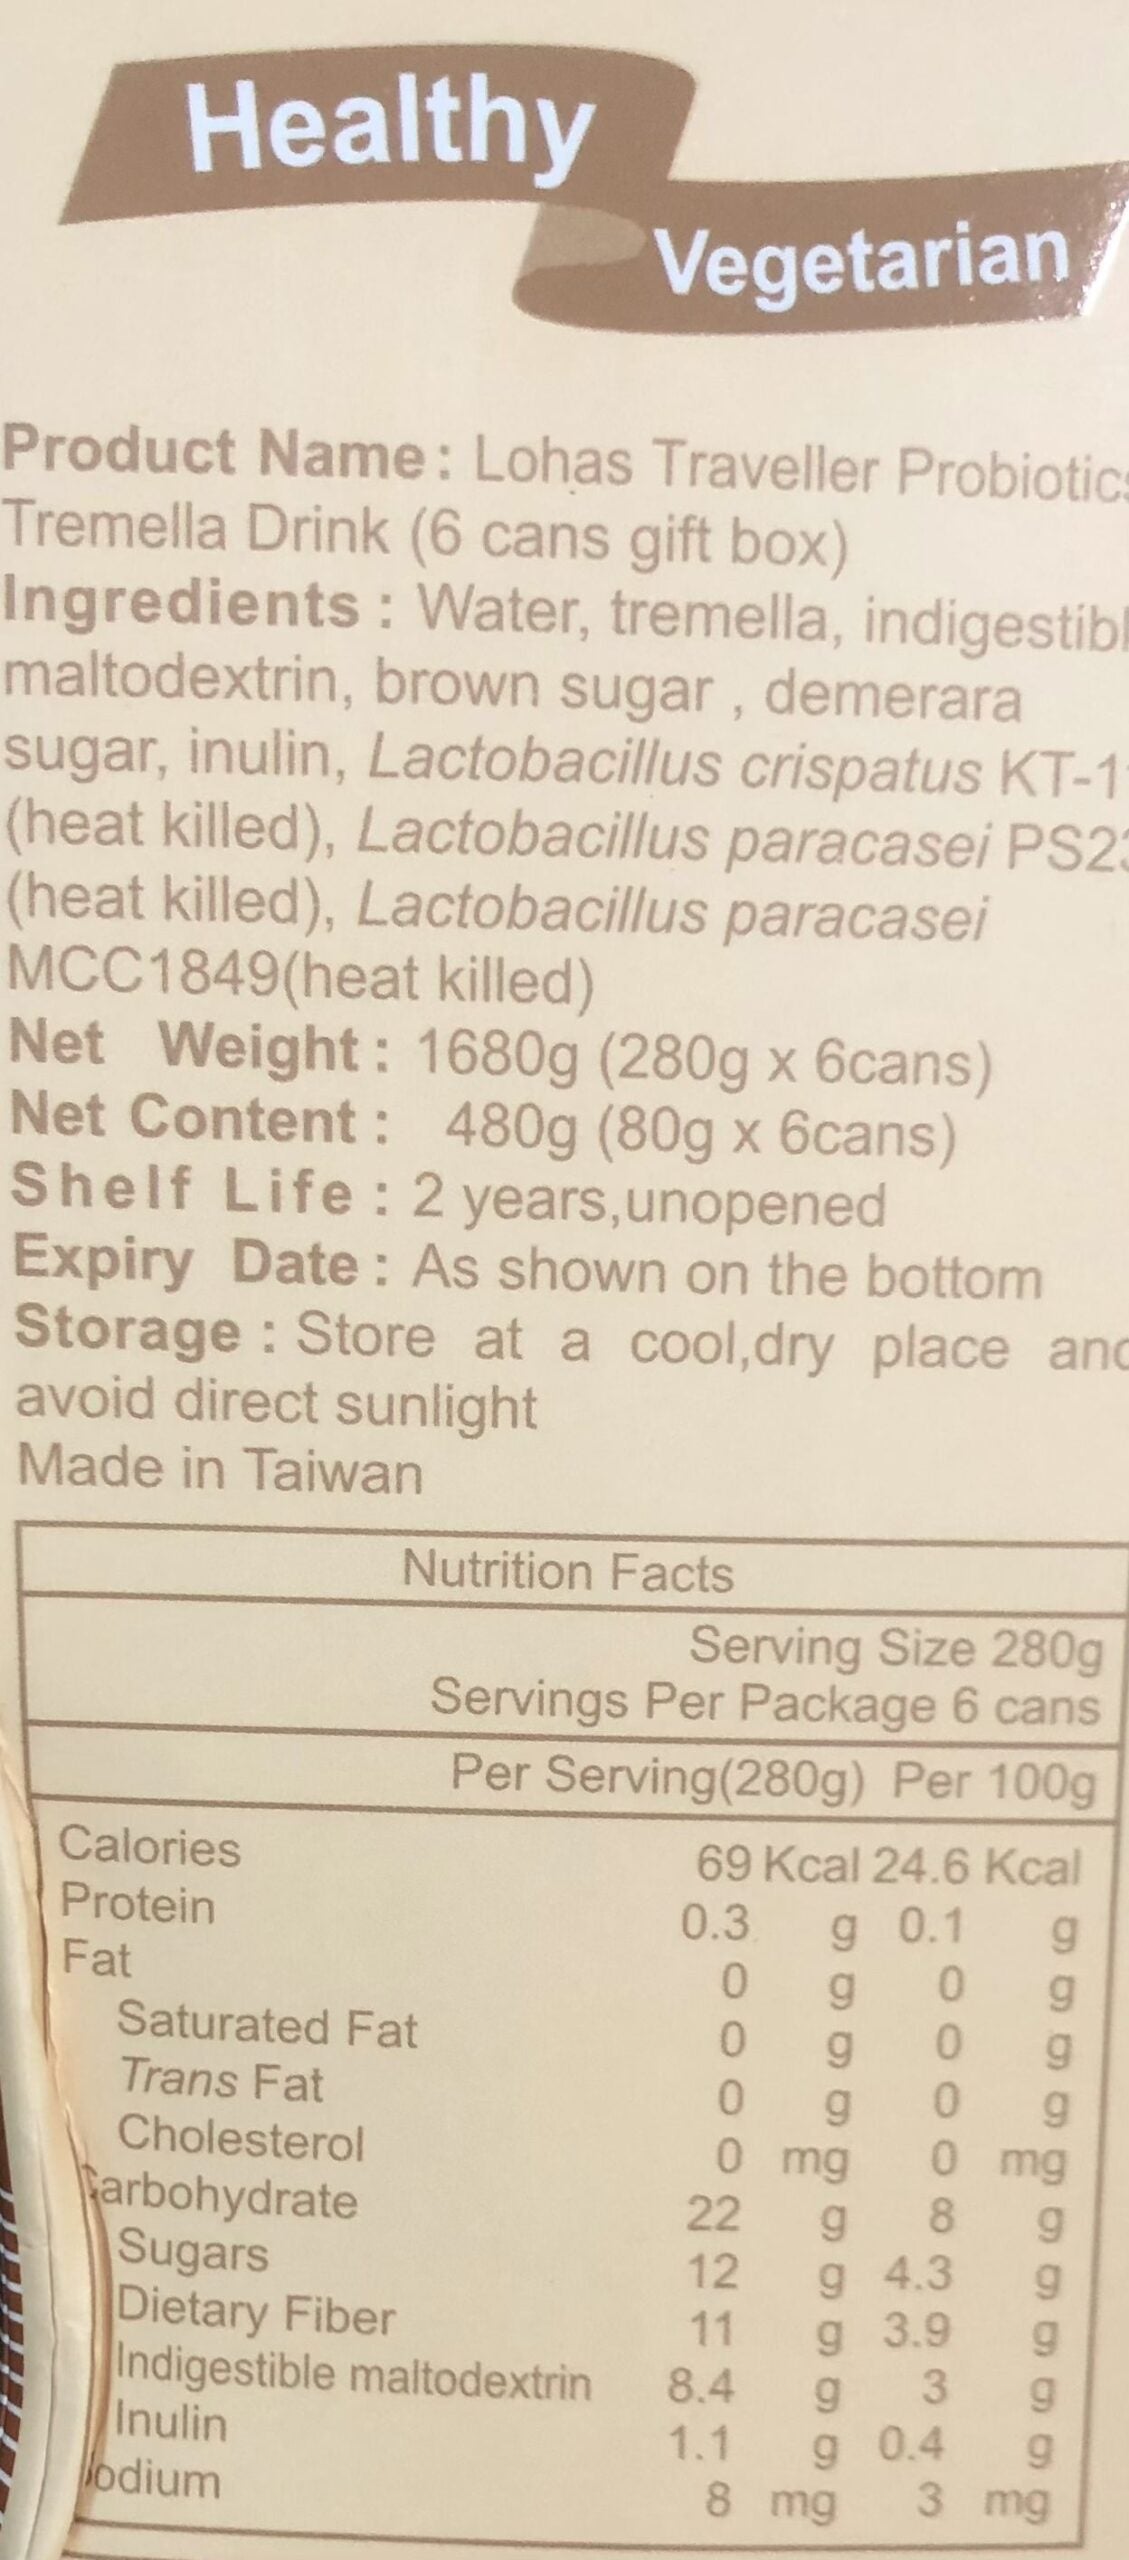 Healthy
Vegetarian
Product Name : Lohas Traveller Probiotics
Tremella Drink (6 cans gift box)
Ingredients : Water, tremella, indigestibl
maltodextrin, brown sugar , demerara
sugar, inulin, Lactobacillus crispatus KT-1
(heat killed), Lactobacillus paracasei PS23
(heat killed), Lactobacillus paracasei
MCC1849(heat killed)
Net Weight : 1680g (280g x 6cans)
Net Content : 480g (80g x 6cans)
Shelf Life : 2 years,unopened
Expiry Date : As shown on the bottom
Storage : Store at a cool,dry place and
avoid direct sunlight
Made in Taiwan
Nutrition Facts
Serving Size 280g
Servings Per Package 6 cans
Per Serving(280g) Per 100g
Calories 69 Kcal 24.6 Kcal
Protein 0.3 g 0.1 g
Fat 0 g 0 g
Saturated Fat 0 g 0 g
Trans Fat 0 g 0 g
Cholesterol 0 mg 0 mg
Carbohydrate 22 g 8 g
Sugars 12 g 4.3 g
Dietary Fiber 11 g 3.9 g
Indigestible maltodextrin 8.4 g 3 g
Inulin 1.1 g 0.4 g
odium 8 mg 3 mg